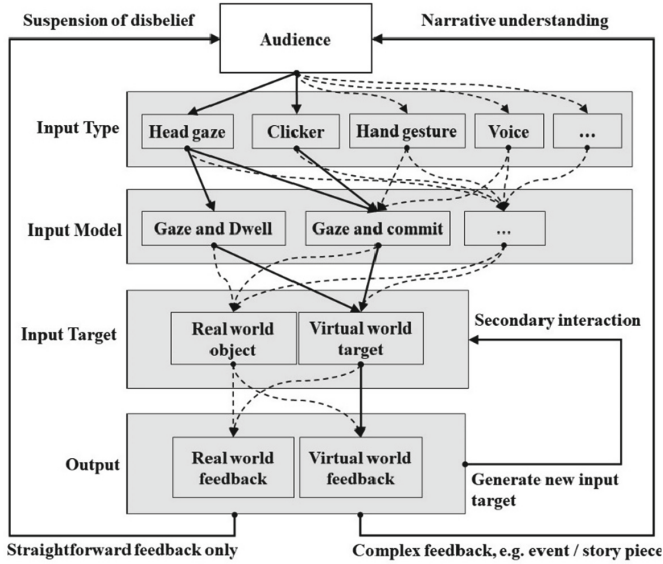 Suspension of disbelief
Narrative understanding
Audience
Input Type
Head gaze
Clicker
Hand gesture
Voice
...
Input Model
Gaze and Dwell
Gaze and commit
...
Input Target
Real world
object
Virtual world
target
Secondary interaction
Output
Real world
feedback
Virtual world
feedback
Generate new input
target
Straightforward feedback only
Complex feedback, e.g. event / story piece